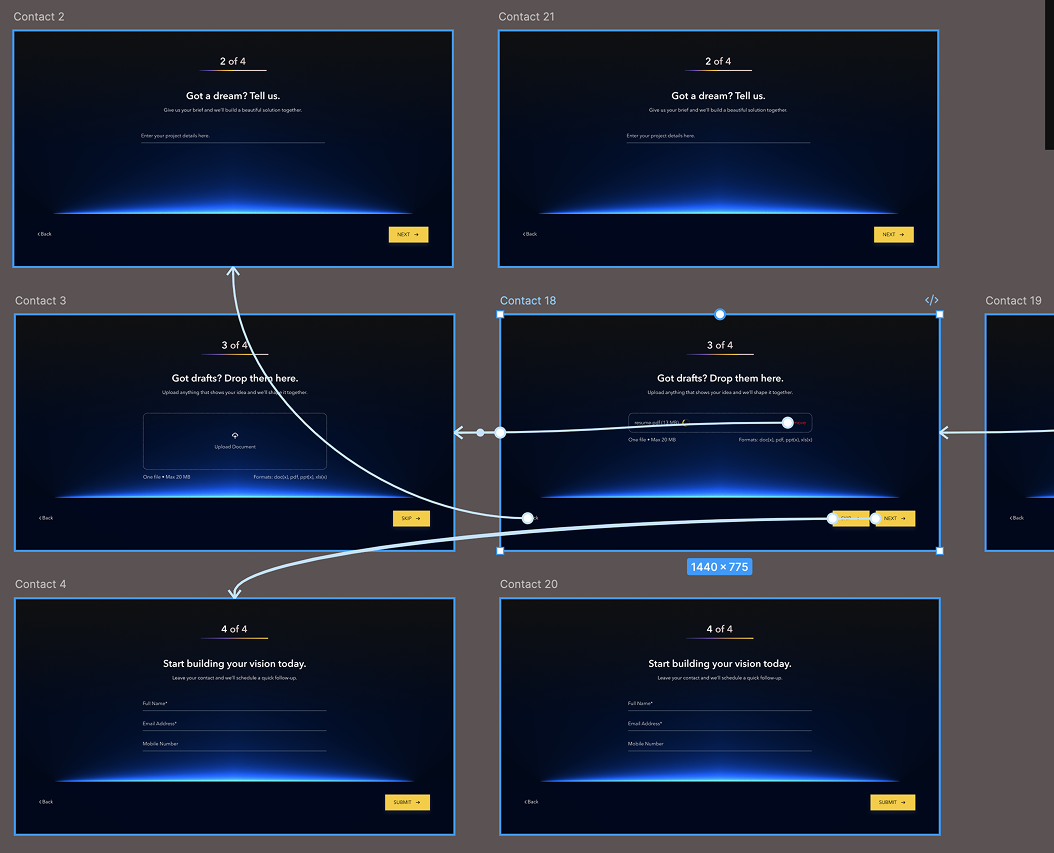 Contact 2
2 of 4
Got a dream? Tell us.
Give us your brief and we'll build a beautiful solution together.
Enter your project details here.
Back
NEXT
Contact 21
2 of 4
Got a dream? Tell us.
Give us your brief and we'll build a beautiful solution together.
Enter your project details here.
Back
NEXT
Contact 3
3 of 4
Got drafts? Drop them here.
Upload anything that shows your idea and we'll shape it together.
Upload Document
One file • Max 20 MB
Formats: doc(x), pdf, ppt(x), xls(x)
Back
SKIP
Contact 18
</>
3 of 4
Got drafts? Drop them here.
Upload anything that shows your idea and we'll shape it together.
resume.pdf
One file • Max 20 MB
Formats: doc(x), pdf, ppt(x), xls(x)
NEXT
1440 × 775
Contact 19
Back
Contact 4
4 of 4
Start building your vision today.
Leave your contact and we'll schedule a quick follow-up.
Full Name*
Email Address*
Mobile Number
Back
SUBMIT
Contact 20
4 of 4
Start building your vision today.
Leave your contact and we'll schedule a quick follow-up.
Full Name*
Email Address*
Mobile Number
Back
SUBMIT